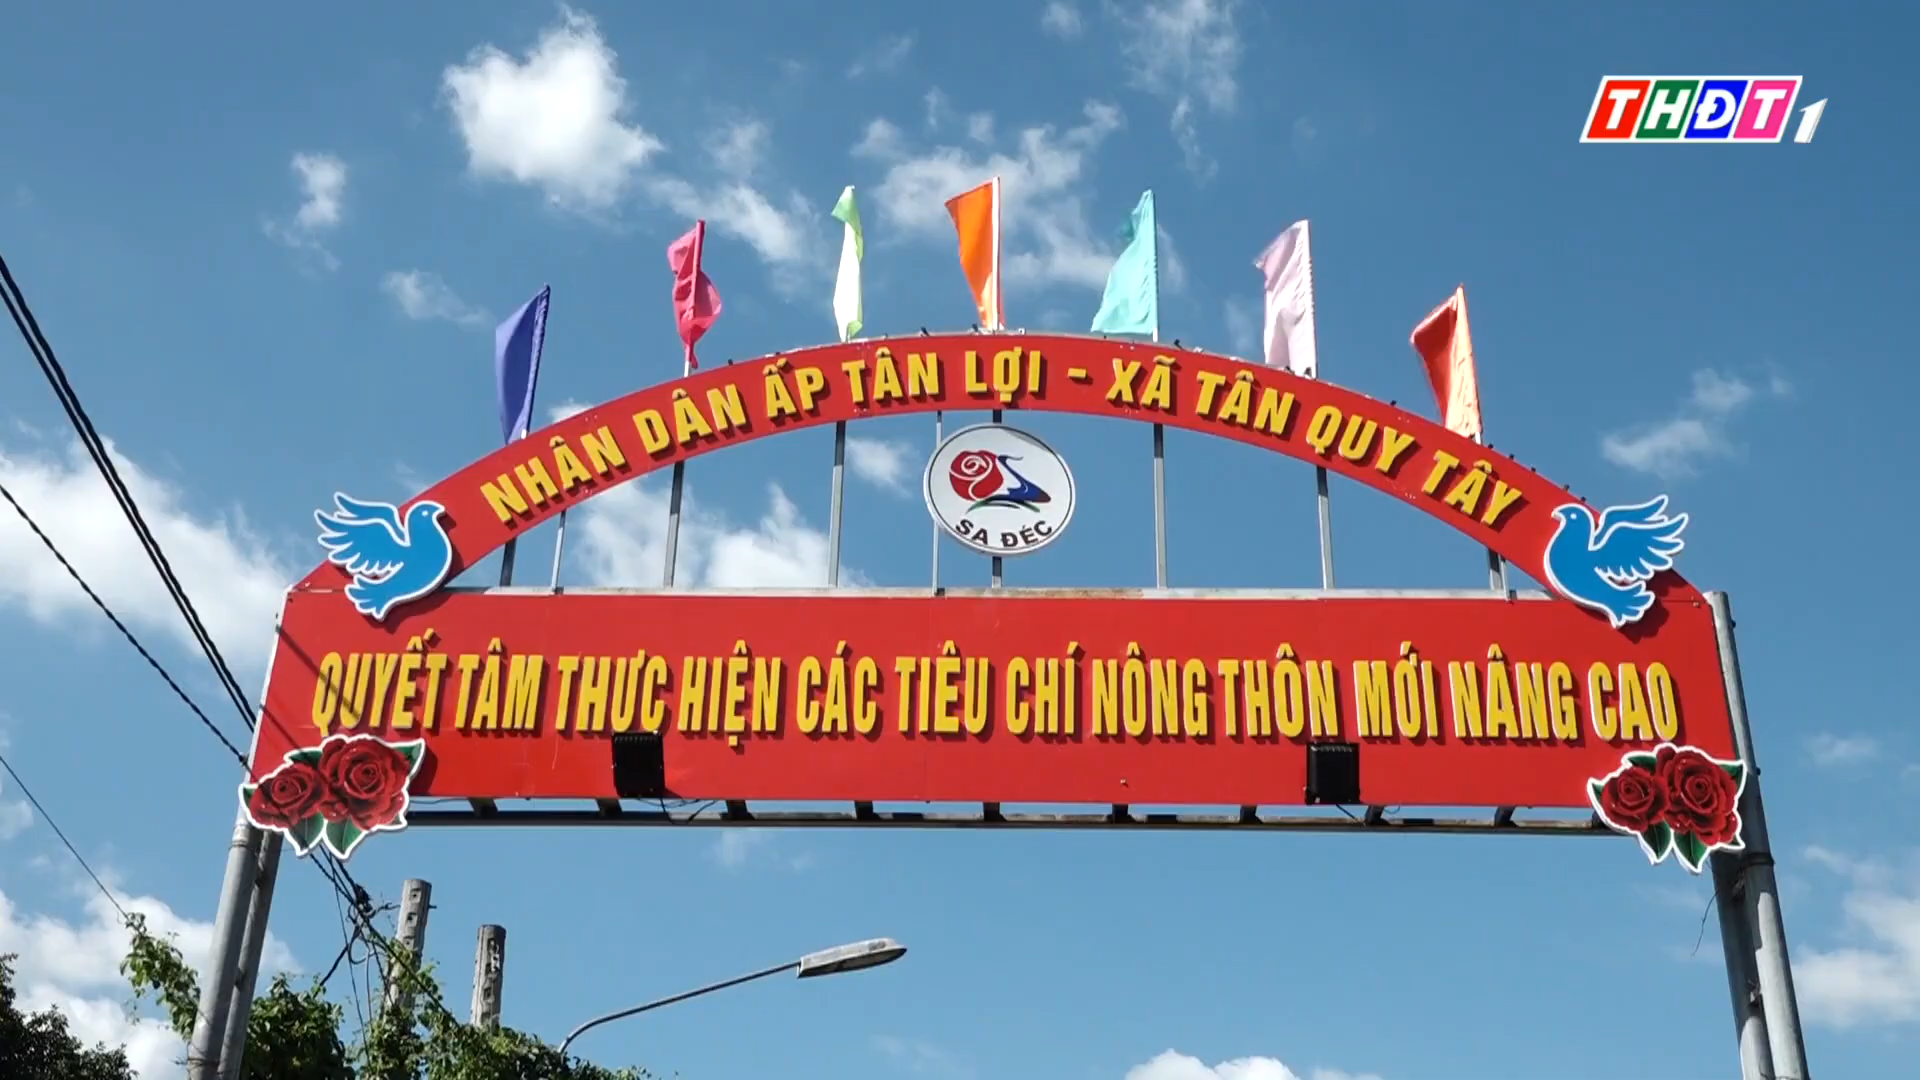 THĐT1
NHÂN DÂN ẤP TÂN LỢI - XÃ TÂN QUY TÂY
SA ĐÉC
QUYẾT TÂM THỰC HIỆN CÁC TIÊU CHÍ NÔNG THÔN MỚI NÂNG CAO